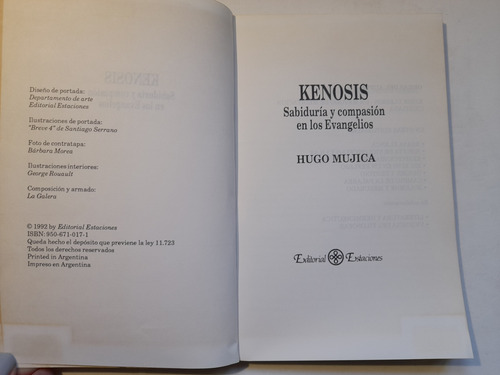 Diseño de portada:
Departamento de arte
Editorial Estaciones
Ilustraciones de portada:
"Breve 4" de Santiago Serrano
Foto de contratapa:
Bárbara Morea
Ilustraciones interiores:
George Rouault
Composición y armado:
La Galera
© 1992 by Editorial Estaciones
ISBN: 950-671-017-1
Queda hecho el depósito que previene la ley 11.723
Todos los derechos reservados
Printed in Argentina
Impreso en Argentina
KENOSIS
Sabiduría y compasión
en los Evangelios
HUGO MUJICA
Editorial Estaciones